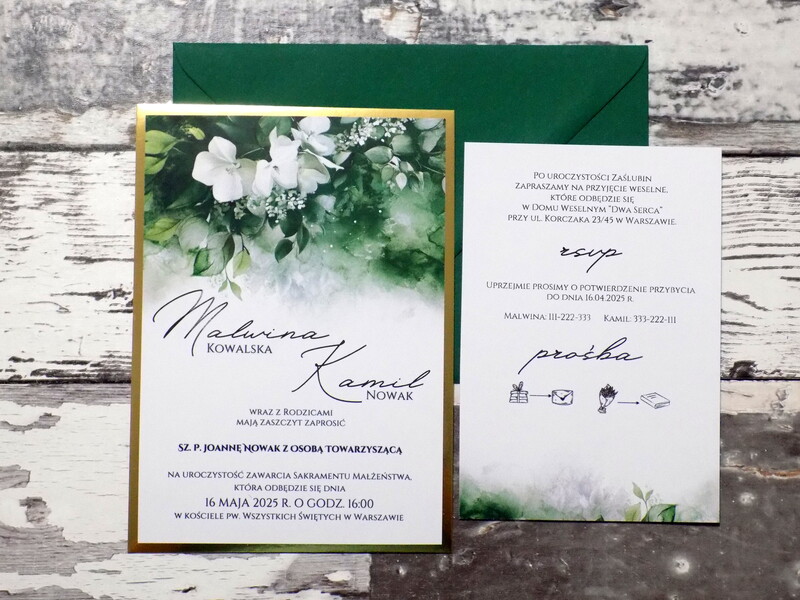 Malwina
Kowalska
Kamil
Nowak
wraz z Rodzicami
mają zaszczyt zaprosić
Sz. P. Joannę Nowak z osobą towarzyszącą
na uroczystość zawarcia Sakramentu Małżeństwa,
która odbędzie się dnia
16 maja 2025 r. o godz. 16:00
w kościele pw. Wszystkich Świętych w Warszawie
Po uroczystości Zaślubin
zapraszamy na przyjęcie weselne,
które odbędzie się
w Domu Weselnym "Dwa Serca"
przy ul. Korczaka 23/45 w Warszawie.
rsvp
Uprzejmie prosimy o potwierdzenie przybycia
do dnia 16.04.2025 r.
Malwina: 111-222-333 Kamil: 333-222-111
prośba